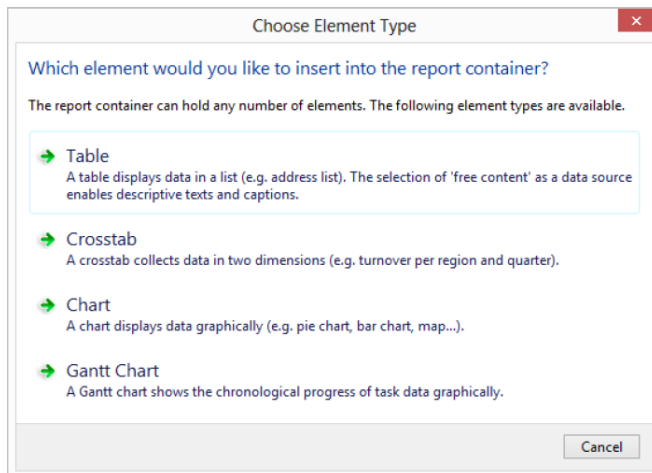 Choose Element Type
Which element would you like to insert into the report container?
The report container can hold any number of elements. The following element types are available.
Table
A table displays data in a list (e.g. address list). The selection of 'free content' as a data source
enables descriptive texts and captions.
Crosstab
A crosstab collects data in two dimensions (e.g. turnover per region and quarter).
Chart
A chart displays data graphically (e.g. pie chart, bar chart, map...).
Gantt Chart
A Gantt chart shows the chronological progress of task data graphically.
Cancel